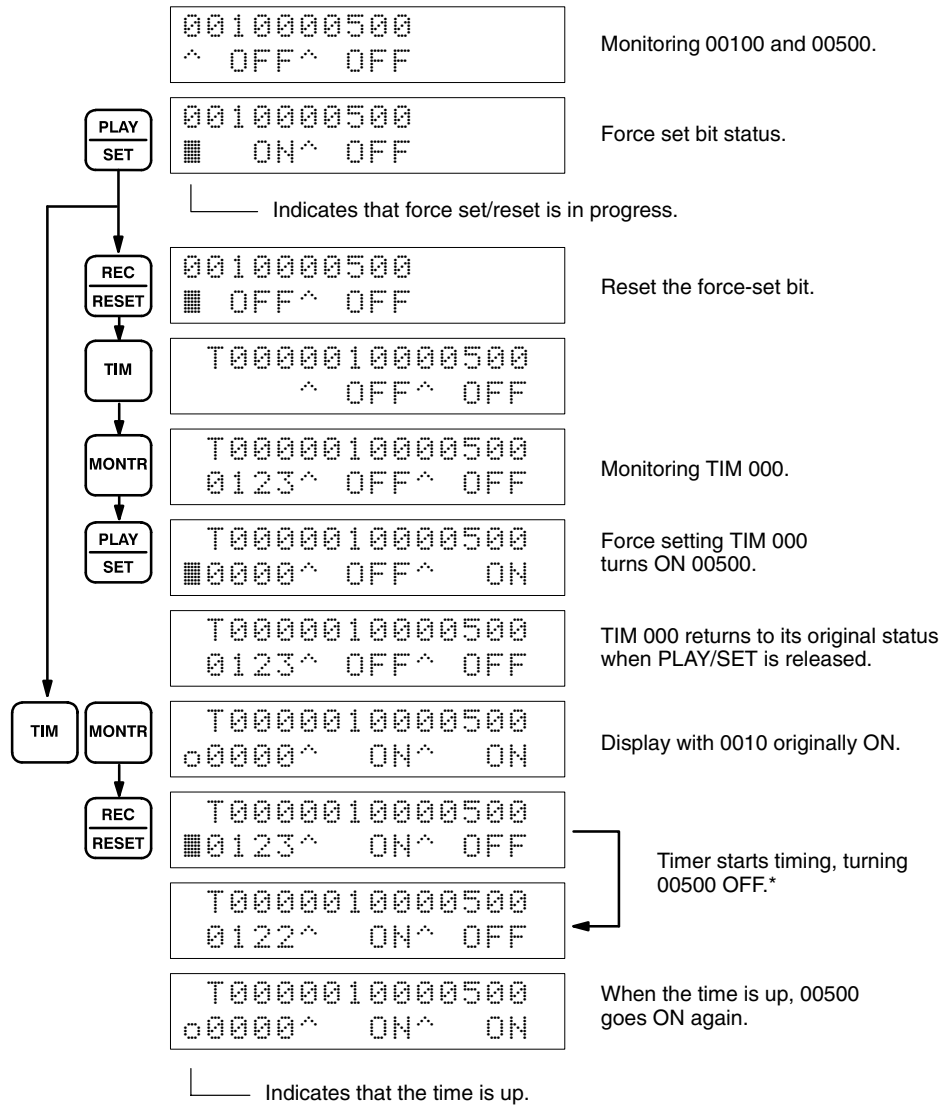 0010000500
^ OFF^ OFF
Monitoring 00100 and 00500.
PLAY
SET
0010000500
ON^ OFF
Force set bit status.
Indicates that force set/reset is in progress.
REC
RESET
0010000500
OFF^ OFF
Reset the force-set bit.
TIM
T0000010000500
^ OFF^ OFF
MONTR
T0000010000500
0123^ OFF^ OFF
Monitoring TIM 000.
PLAY
SET
T0000010000500
0000^ OFF^ ON
Force setting TIM 000
turns ON 00500.
T0000010000500
0123^ OFF^ OFF
TIM 000 returns to its original status
when PLAY/SET is released.
TIM
MONTR
T0000010000500
o0000^ ON^ ON
Display with 0010 originally ON.
REC
RESET
T0000010000500
0123^ ON^ OFF
Timer starts timing, turning
00500 OFF.*
T0000010000500
0122^ ON^ OFF
T0000010000500
o0000^ ON^ ON
When the time is up, 00500
goes ON again.
Indicates that the time is up.